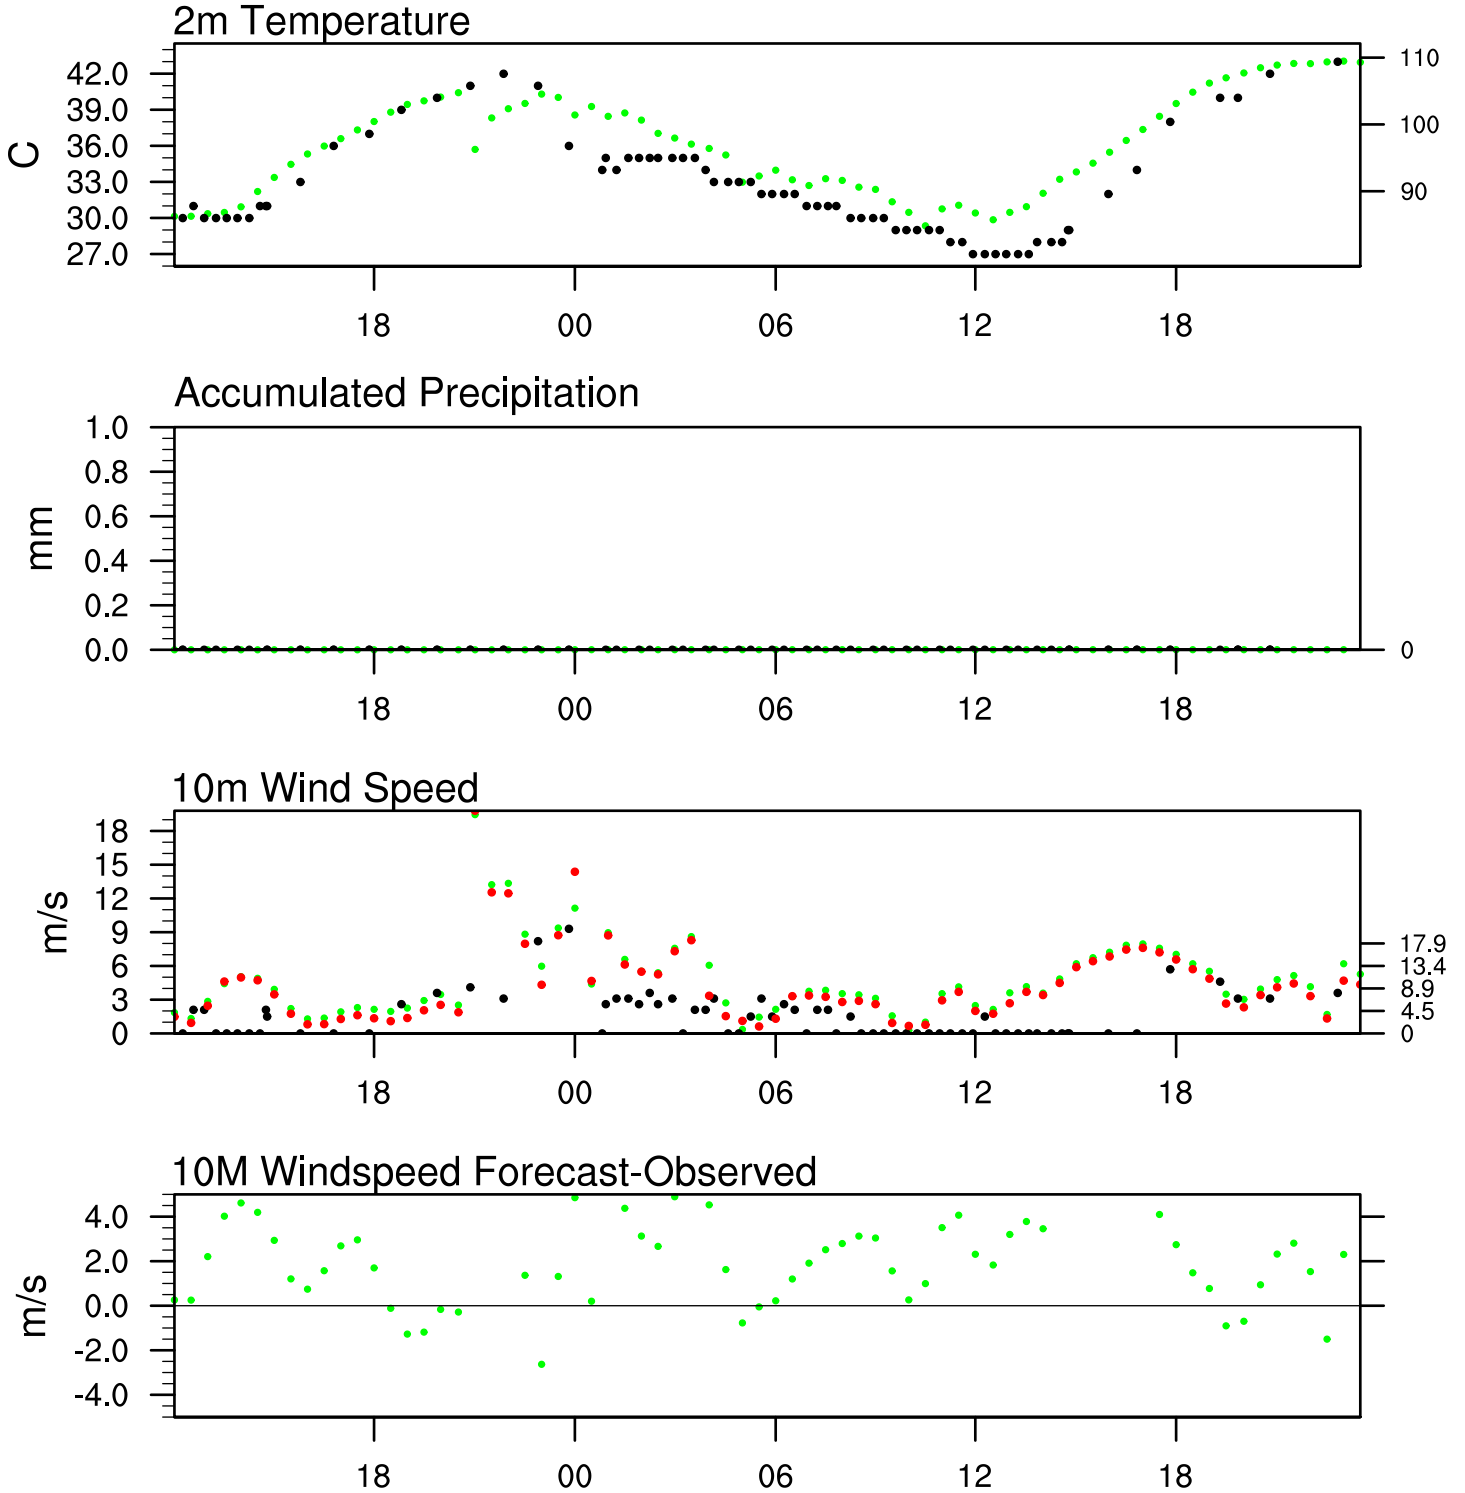 2m Temperature
42.0
39.0
36.0
33.0
30.0
27.0
C
110
100
90
18 00 06 12 18
Accumulated Precipitation
1.0
0.8
0.6
0.4
0.2
0.0
mm
0
18 00 06 12 18
10m Wind Speed
18
15
12
9
6
3
0
m/s
17.9
13.4
8.9
4.5
0
18 00 06 12 18
10M Windspeed Forecast-Observed
4.0
2.0
0.0
-2.0
-4.0
m/s
18 00 06 12 18